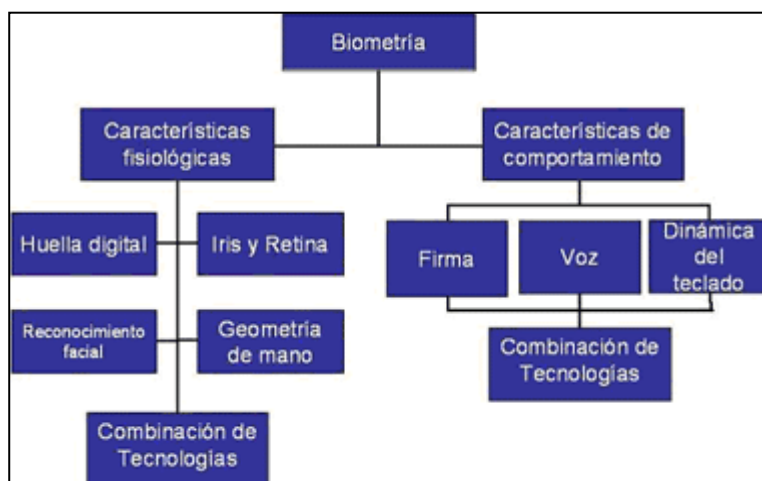 Biometría
Características
fisiológicas
Características de
comportamiento
Huella digital
Iris y Retina
Reconocimiento
facial
Geometría
de mano
Combinación de
Tecnologías
Firma
Voz
Dinámica
del
teclado
Combinación de
Tecnologías